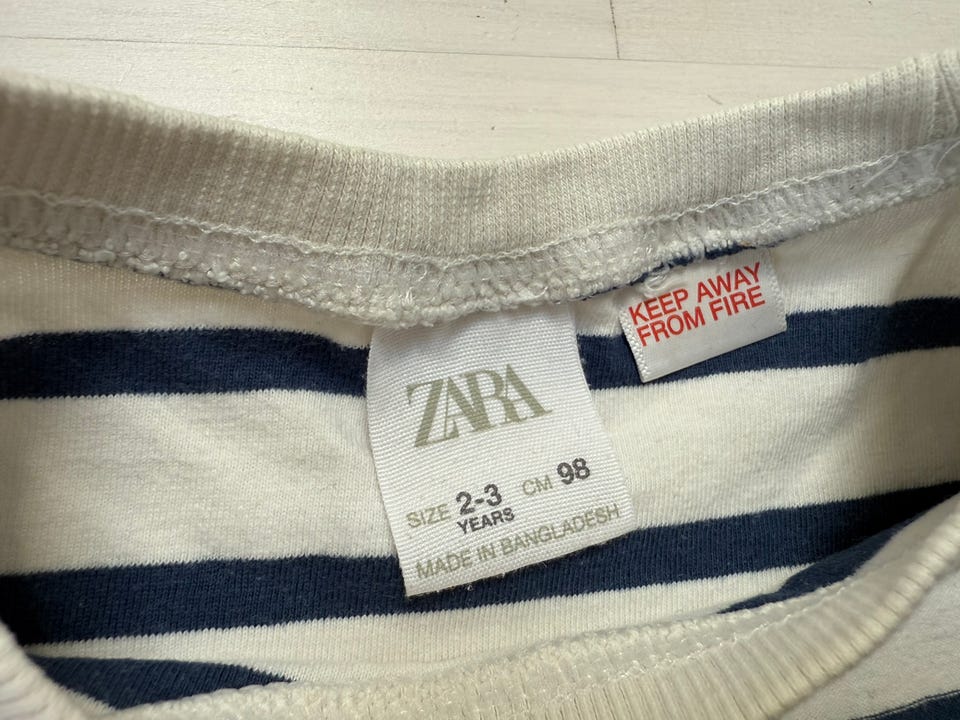 ZARA
SIZE 2-3 CM 98
YEARS
MADE IN BANGLADESH
KEEP AWAY
FROM FIRE